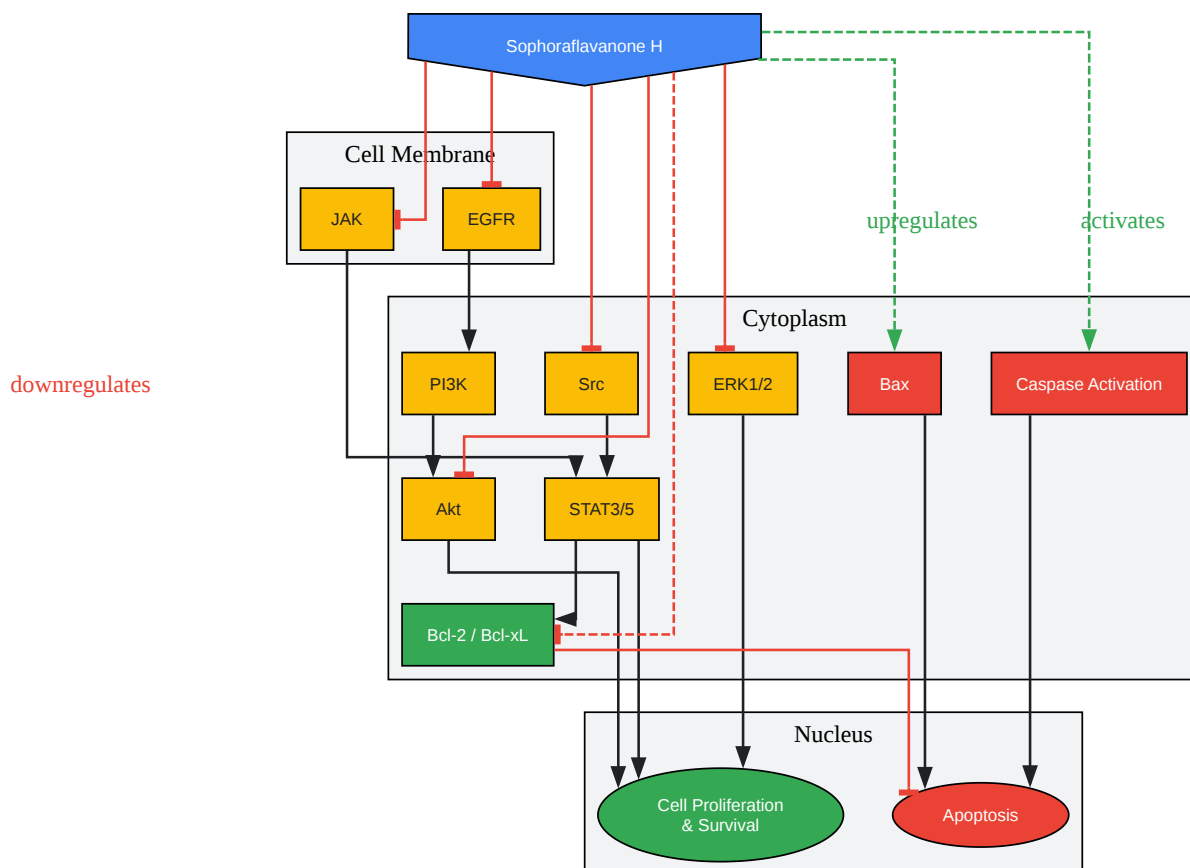 Sophoraflavanone H
Cell Membrane
JAK
EGFR
upregulates
activates
Cytoplasm
downregulates
PI3K
Src
ERK1/2
Bax
Caspase Activation
Akt
STAT3/5
Bcl-2 / Bcl-xL
Nucleus
Cell Proliferation
& Survival
Apoptosis